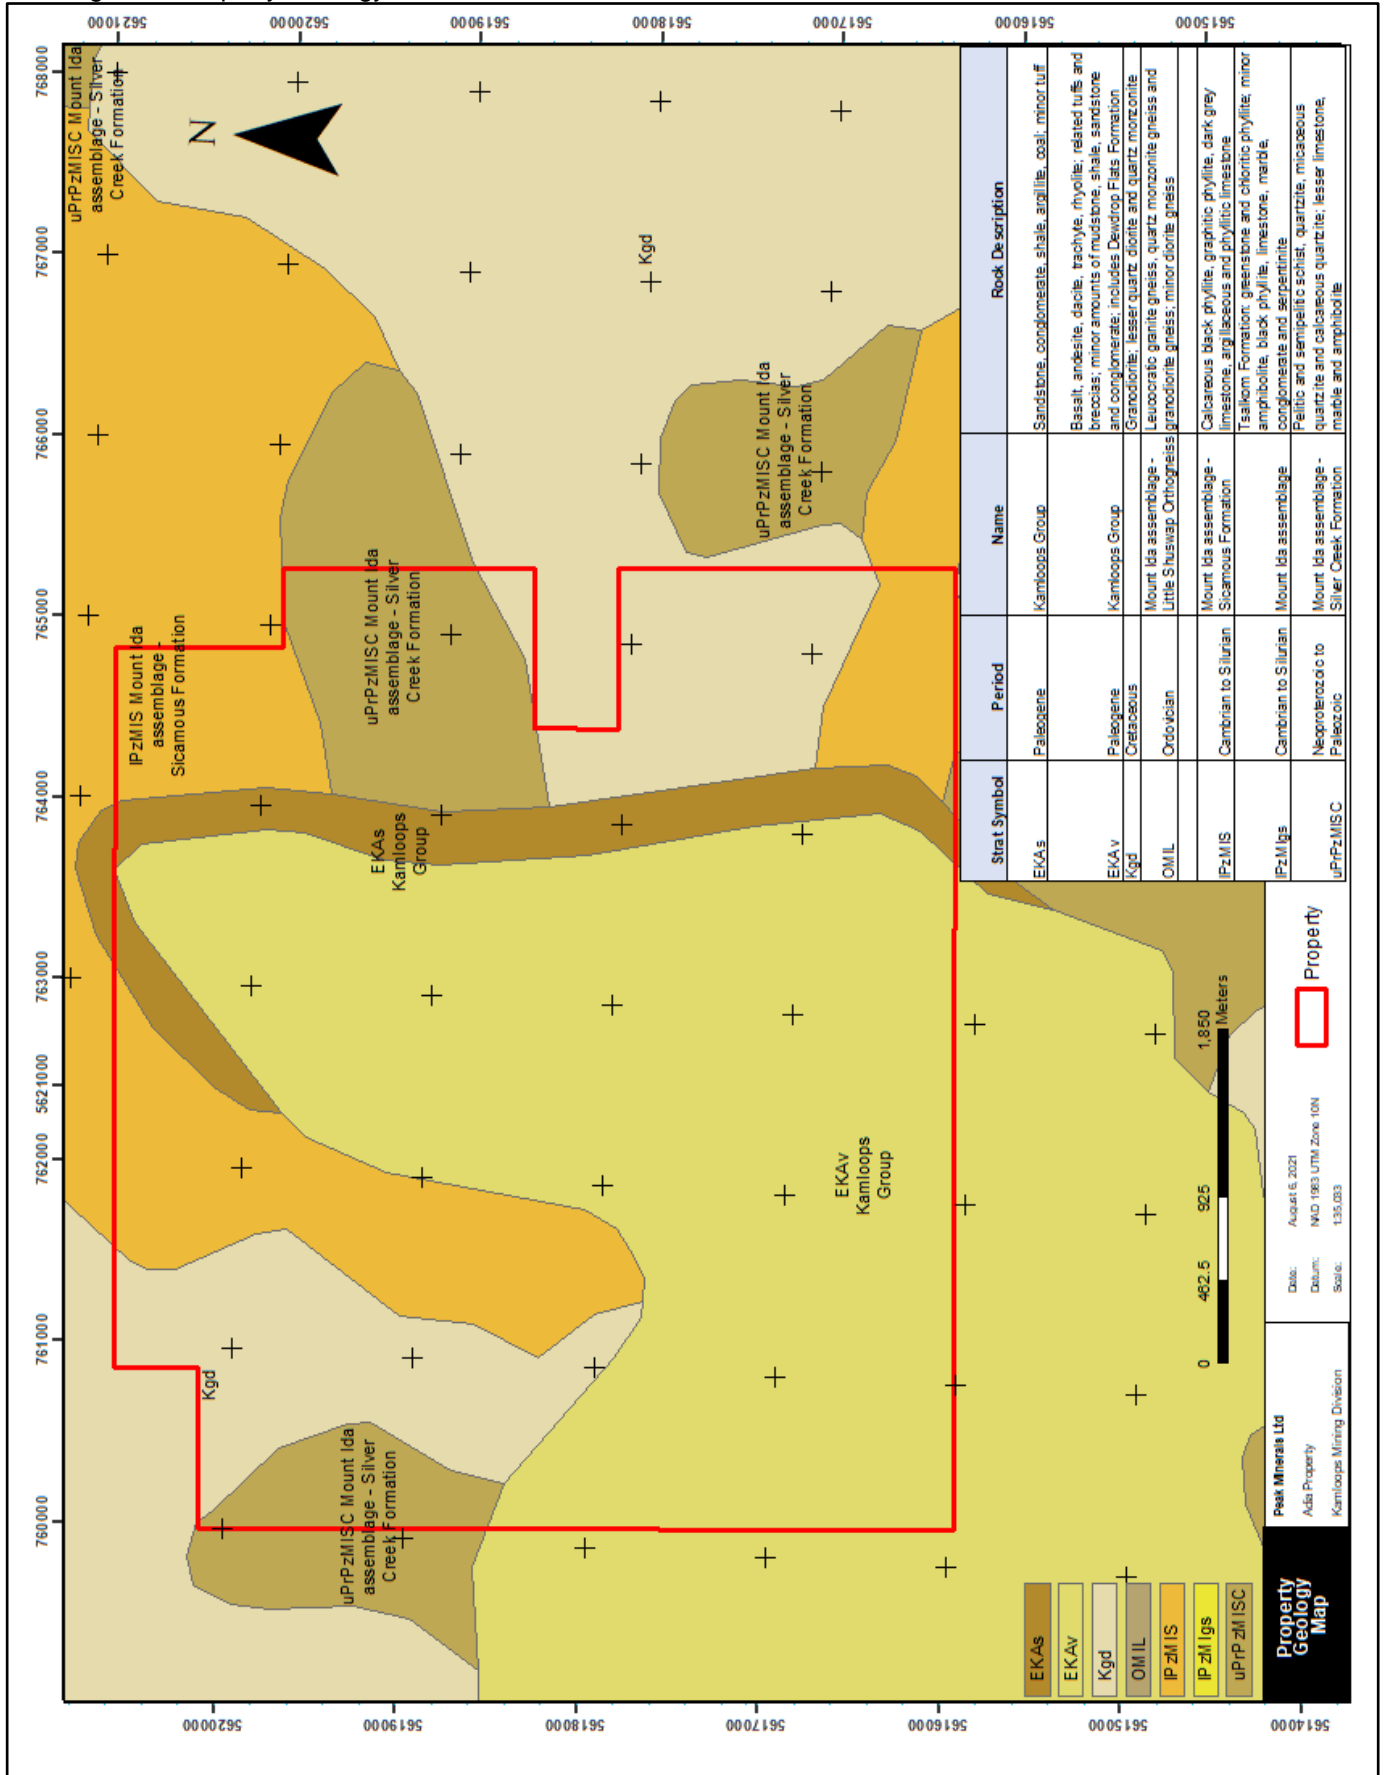 768000
767000
766000
765000
764000
763000
5621000
762000
761000
760000
5621000
5620000
5619000
5618000
5617000
5616000
5615000
5620000
5619000
5618000
5617000
5616000
5615000
5614000
N
uPrPzMISC Mount Ida
assemblage - Silver
Creek Formation
lPzMIS Mount Ida
assemblage -
Sicamous Formation
uPrPzMISC Mount Ida
assemblage - Silver
Creek Formation
Kgd
uPrPzMISC Mount Ida
assemblage - Silver
Creek Formation
EKAs
Kamloops
Group
EKAv
Kamloops
Group
Kgd
uPrPzMISC Mount Ida
assemblage - Silver
Creek Formation
Strat Symbol Period Name Rock Description
EKAs Paleogene Kamloops Group Sandstone, conglomerate, shale, argillite, coal; minor tuff
EKAv Paleogene Kamloops Group Basalt, andesite, dacite, trachyte, rhyolite; related tuffs and
breccias; minor amounts of mudstone, shale, sandstone
and conglomerate; includes Dewdrop Flats Formation
Kgd Cretaceous Granodiorite; lesser quartz diorite and quartz monzonite
OMIL Ordovician Mount Ida assemblage -
Little Shuswap Orthogneiss
Leucocratic granite gneiss, quartz monzonite gneiss and
granodiorite gneiss; minor diorite gneiss
lPzMIS Cambrian to Silurian Mount Ida assemblage -
Sicamous Formation
Calcareous black phyllite, graphitic phyllite, dark grey
limestone, argillaceous and phyllitic limestone
lPzMIgs Cambrian to Silurian Mount Ida assemblage
Tsalkom Formation: greenstone and chloritic phyllite; minor
amphibolite, black phyllite, limestone, marble,
conglomerate and serpentinite
uPrPzMISC Neoproterozoic to
Paleozoic
Mount Ida assemblage -
Silver Creek Formation
Pelitic and semipelitic schist, quartzite, micaceous
quartzite and calcareous quartzite; lesser limestone,
marble and amphibolite
0 462.5 925 1,850
Meters
EKAs
EKAv
Kgd
OMIL
lPzMIS
lPzMIgs
uPrPzMISC
Property
Geology
Map
Peak Minerals Ltd
Adia Property
Kamloops Mining Division
Date: August 6, 2021
Datum: NAD 1983 UTM Zone 10N
Scale: 1:35,033
Property